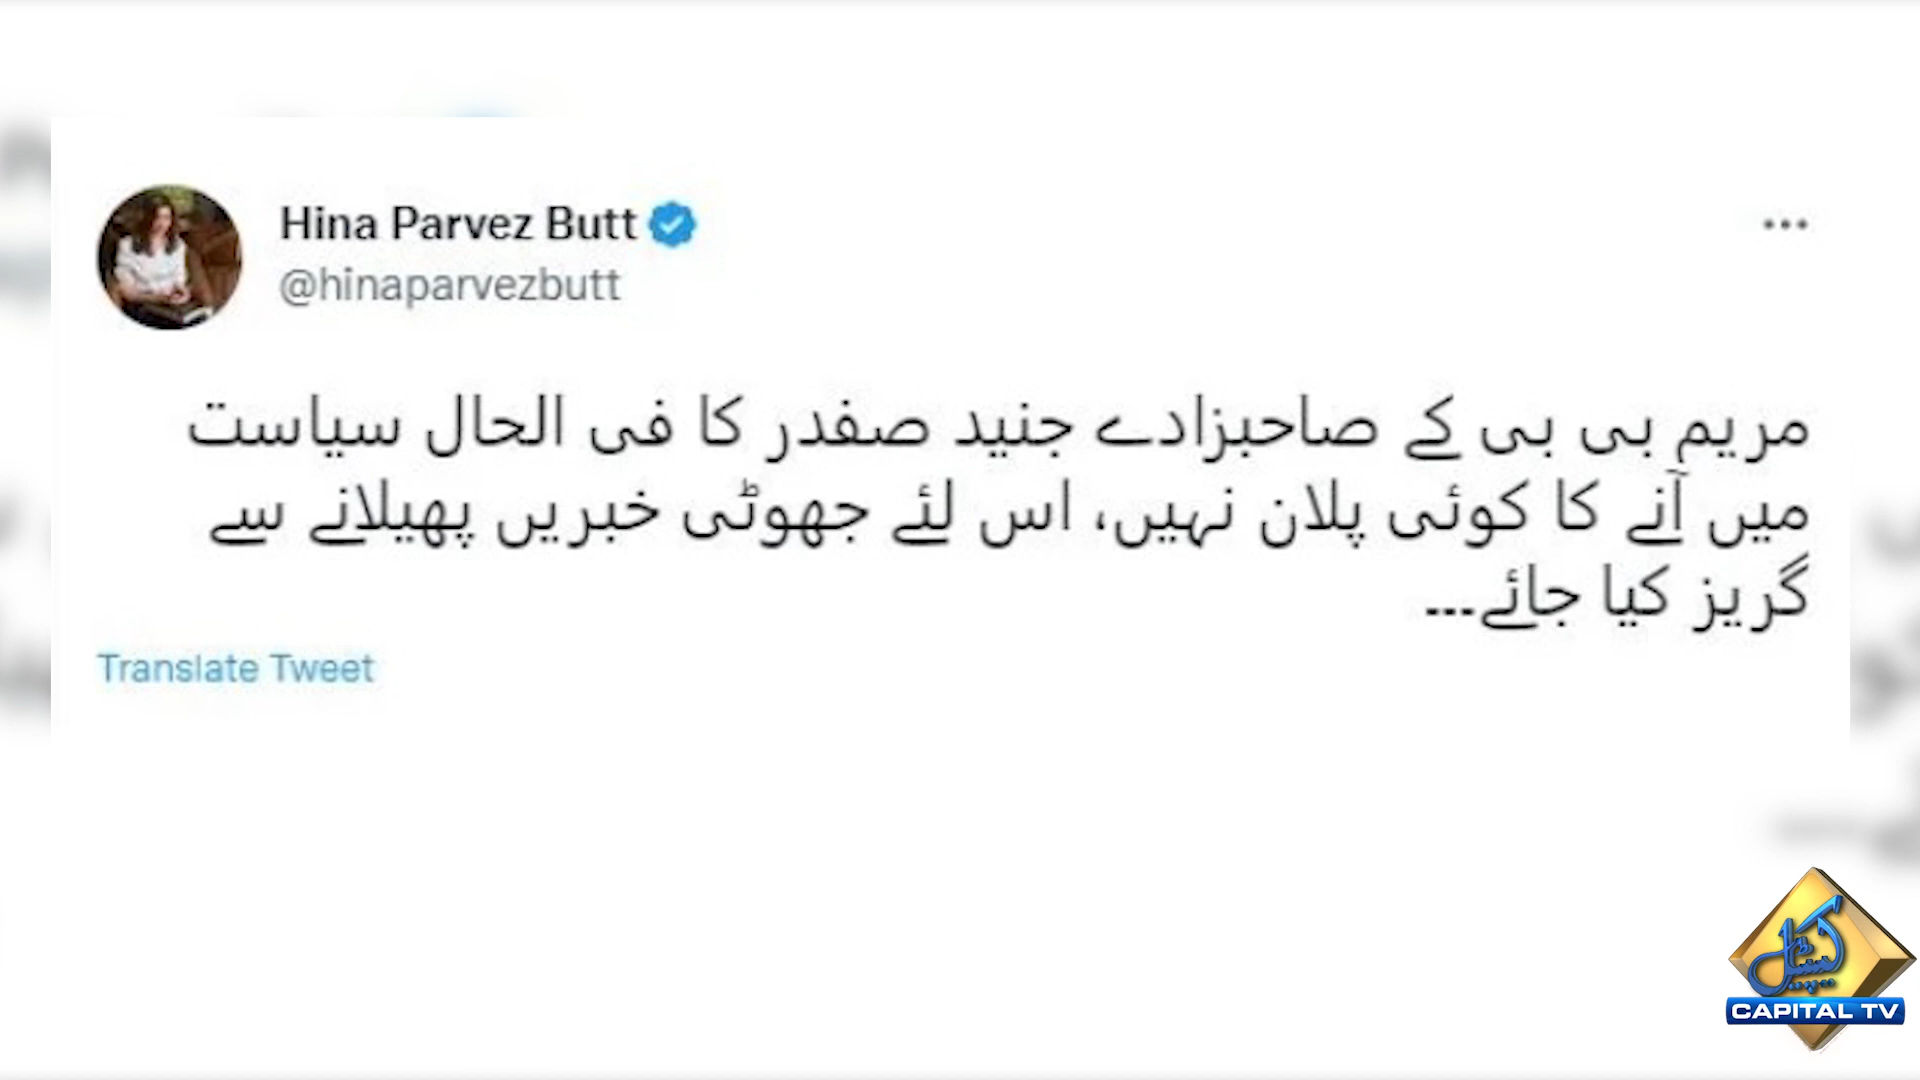 Hina Parvez Butt
@hinaparvezbutt
مریم بی بی کے صاحبزادے جنید صفدر کا فی الحال سیاست
میں آنے کا کوئی پلان نہیں، اس لئے جھوٹی خبریں پھیلانے سے
گریز کیا جائے...
Translate Tweet
کیپیٹل
CAPITAL TV